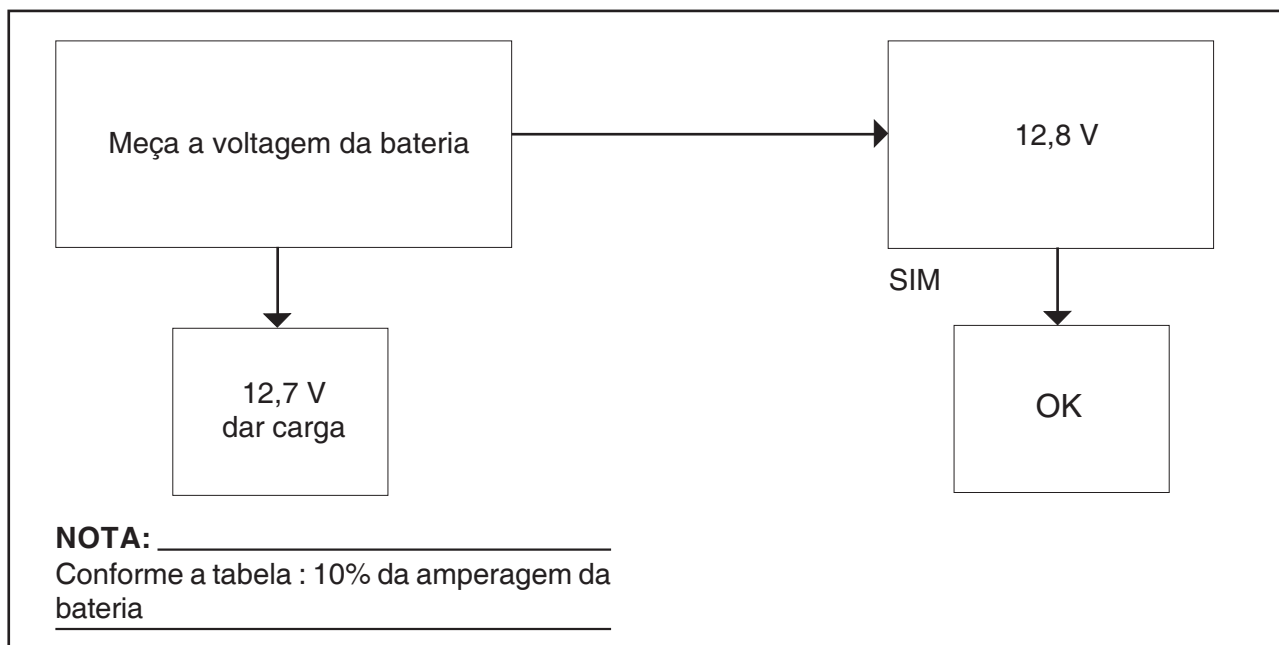 Meça a voltagem da bateria
12,8 V
SIM
12,7 V
dar carga
OK
NOTA:
Conforme a tabela : 10% da amperagem da
bateria